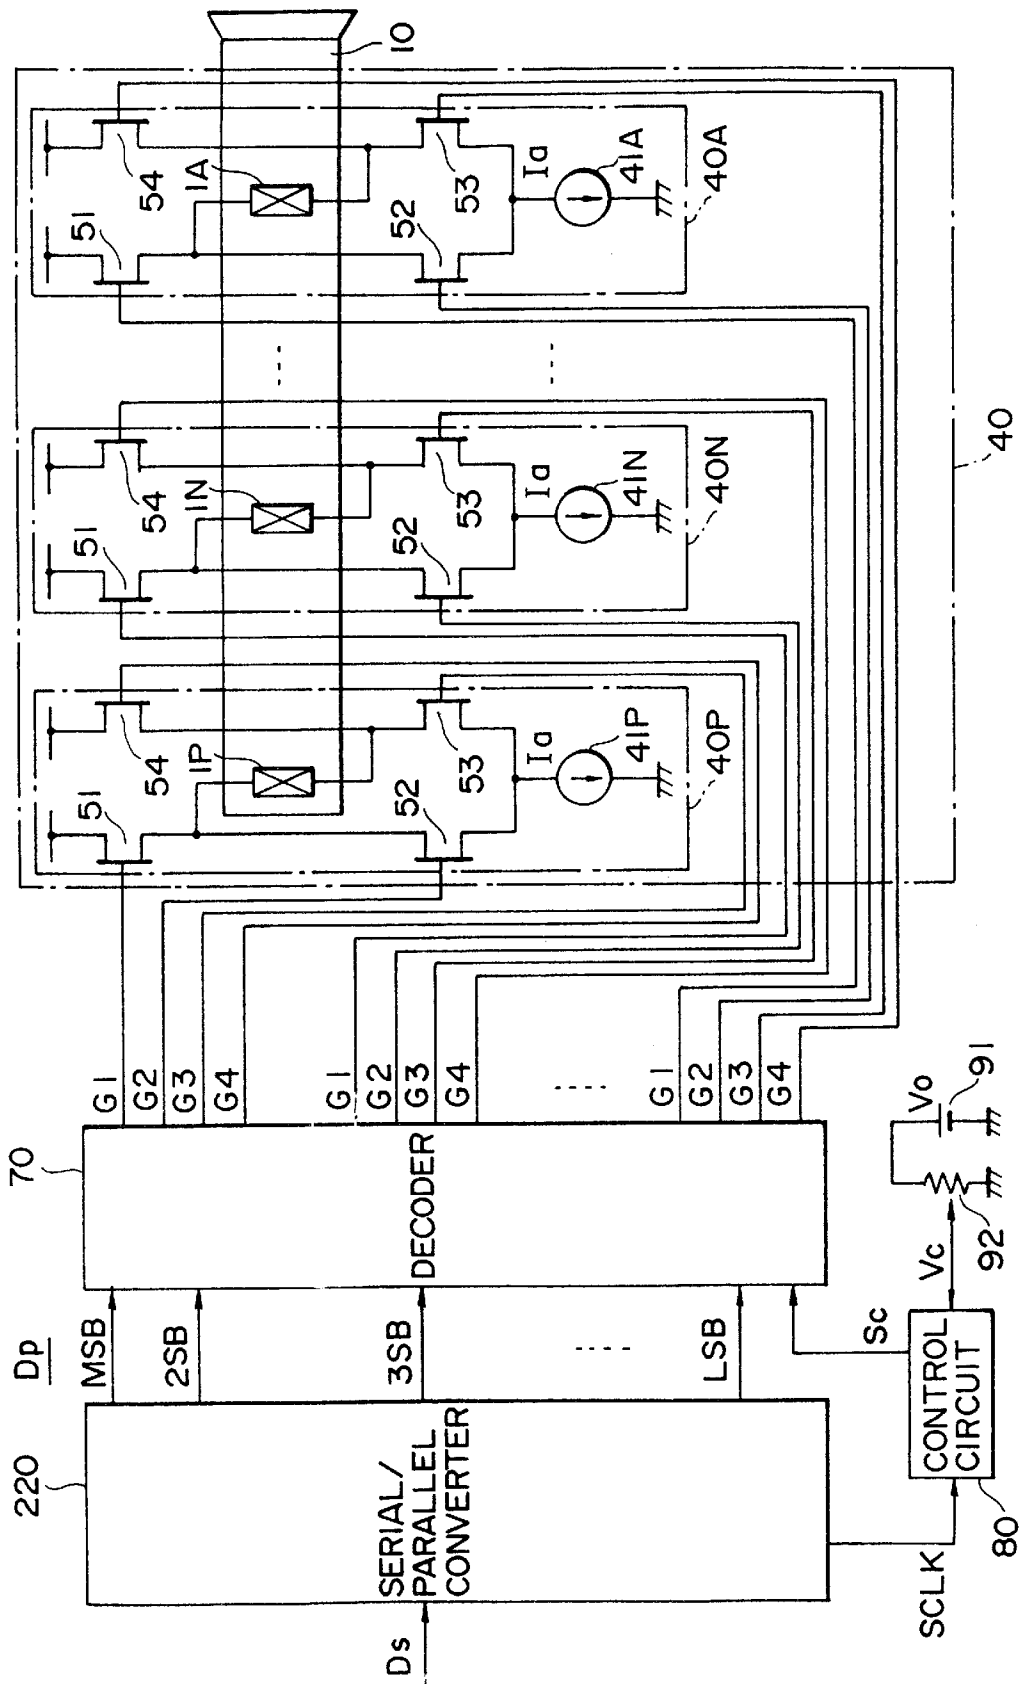 Ds
220
SERIAL/
PARALLEL
CONVERTER
SCLK
Dp
MSB
2SB
3SB
LSB
70
DECODER
Sc
80
CONTROL
CIRCUIT
Vc
92
Vo
91
G1
G2
G3
G4
G1
G2
G3
G4
G1
G2
G3
G4
51
54
1P
52
53
Ia
41P
40P
51
54
1N
52
53
Ia
41N
40N
51
54
1A
52
53
Ia
41A
40A
10
40